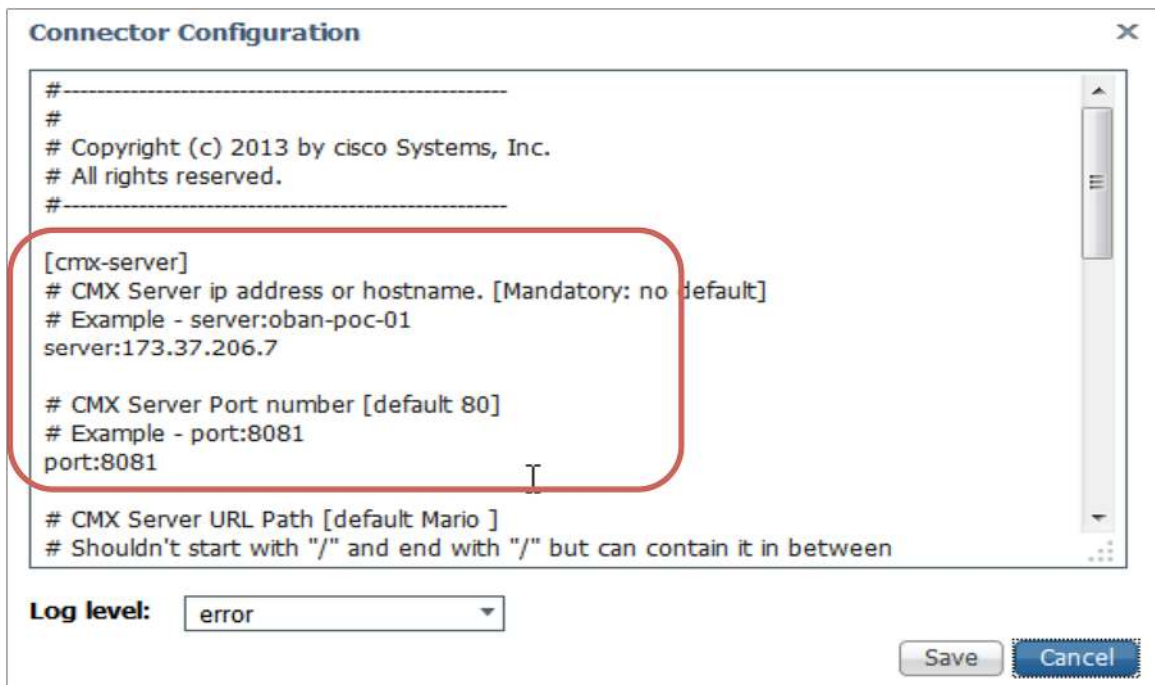 Connector Configuration
#-----------------------------------------------------
#
# Copyright (c) 2013 by cisco Systems, Inc.
# All rights reserved.
#-----------------------------------------------------
[cmx-server]
# CMX Server ip address or hostname. [Mandatory: no default]
# Example - server:oban-poc-01
server:173.37.206.7
# CMX Server Port number [default 80]
# Example - port:8081
port:8081
# CMX Server URL Path [default Mario ]
# Shouldn't start with "/" and end with "/" but can contain it in between
Log level: error
Save Cancel